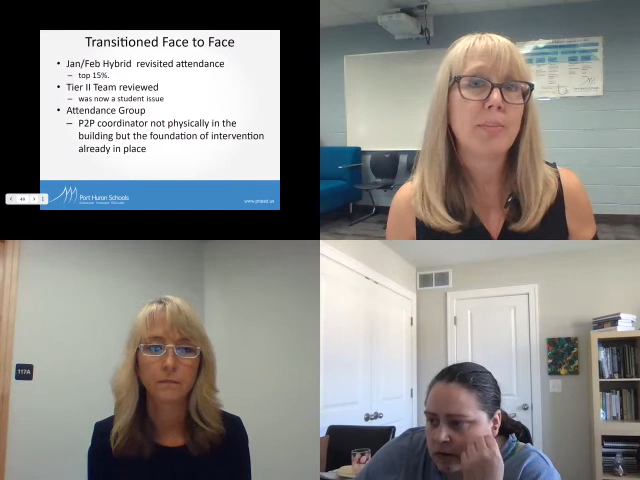 Transitioned Face to Face
• Jan/Feb Hybrid revisited attendance
– top 15%.
• Tier II Team reviewed
– was now a student issue
• Attendance Group
– P2P coordinator not physically in the
building but the foundation of intervention
already in place
Port Huron Schools
117A